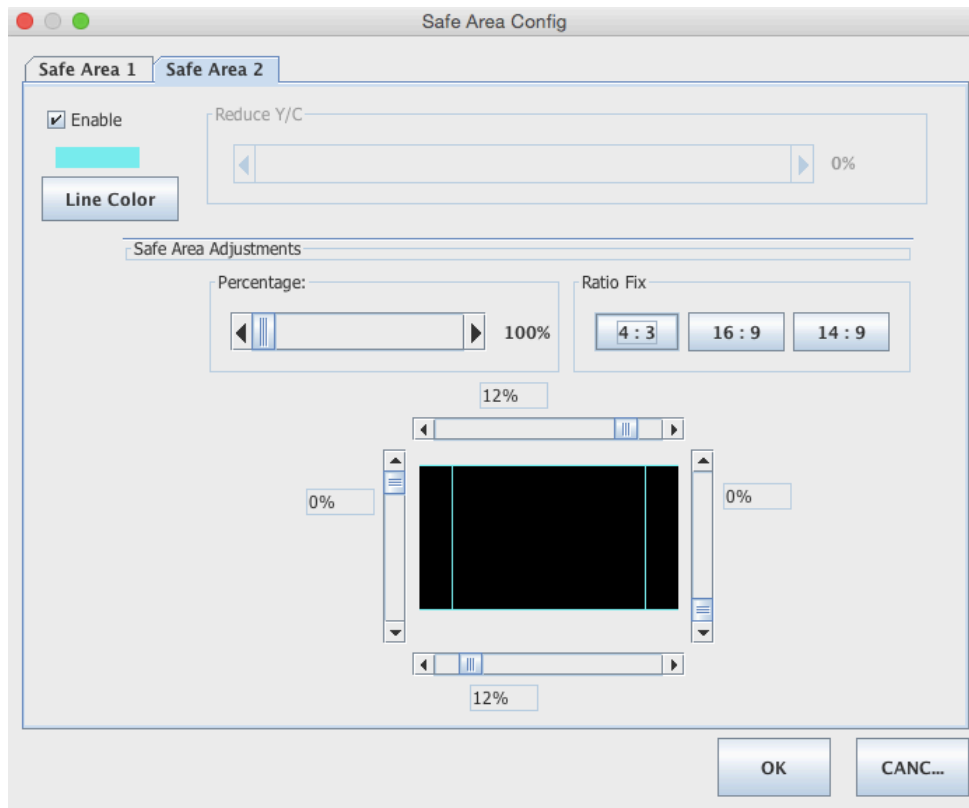 Safe Area Config
Safe Area 1
Safe Area 2
Enable
Reduce Y/C
0%
Line Color
Safe Area Adjustments
Percentage:
100%
Ratio Fix
4 : 3
16 : 9
14 : 9
12%
0%
0%
12%
OK
CANC...